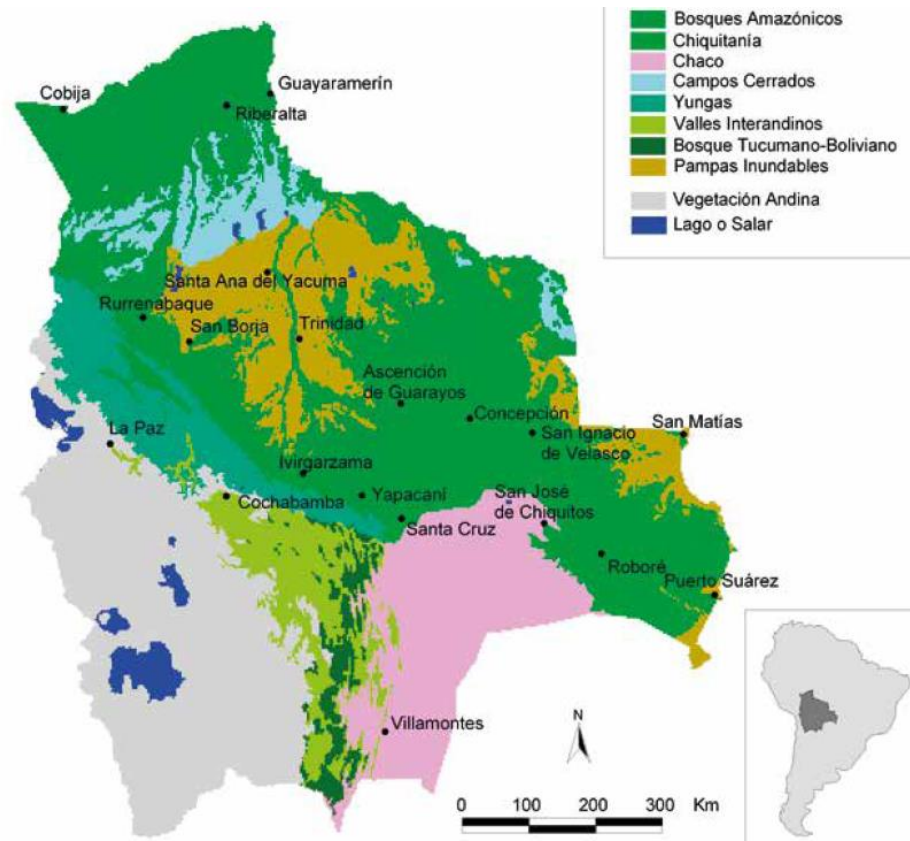 Bosques Amazónicos
Chiquitanía
Chaco
Campos Cerrados
Yungas
Valles Interandinos
Bosque Tucumano-Boliviano
Pampas Inundables
Vegetación Andina
Lago o Salar
Cobija
Guayaramerín
Riberalta
Santa Ana del Yacuma
Rurrenabaque
San Borja
Trinidad
Ascención
de Guarayos
Concepción
San Ignacio
de Velasco
San Matías
La Paz
Ivirgarzama
Cochabamba
Yapacaní
San José
de Chiquitos
Santa Cruz
Roboré
Puerto Suárez
Villamontes
N
0 100 200 300 Km